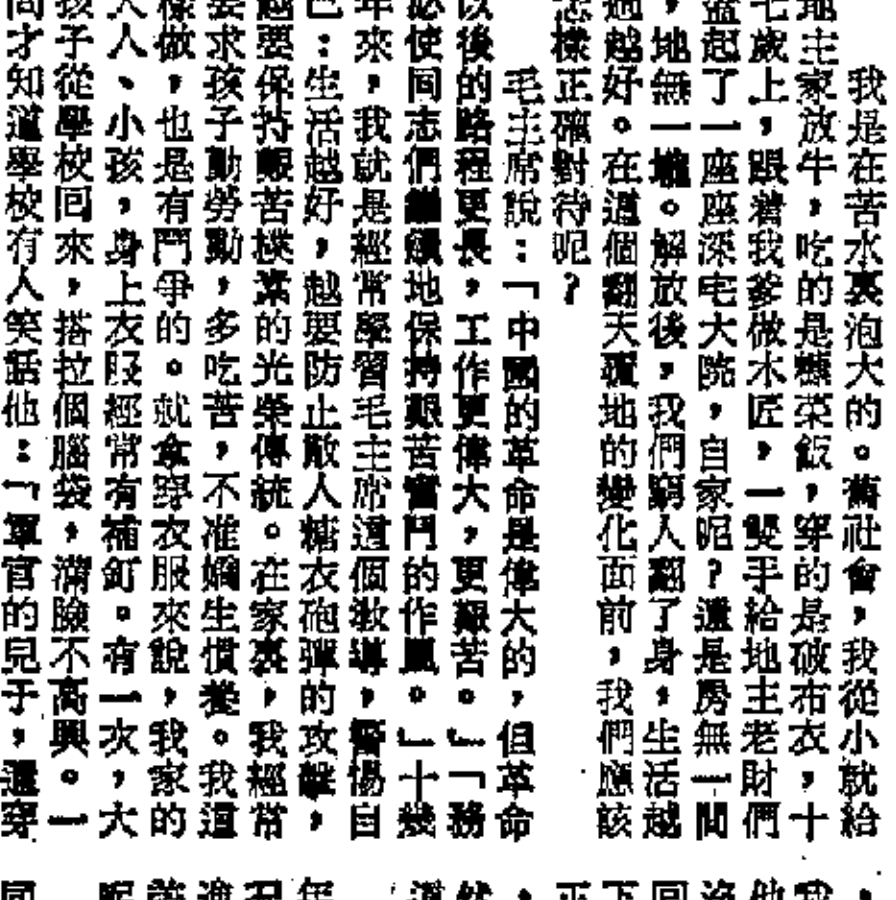 我是在苦水裏泡大的。舊社會,我從小就給
地主家放牛,吃的是糠菜飯,穿的是破布衣,十
七歲上,跟着我爹做木匠,一雙手給地主老財們
蓋起了一座座深宅大院,自家呢?還是房無一間
,地無一壠。解放後,我們窮人翻了身,生活越
過越好。在這個翻天覆地的變化面前,我們應該
怎樣正確對待呢?
毛主席說:「中國的革命是偉大的,但革命
以後的路程更長,工作更偉大,更艱苦。」「務
必使同志們繼續地保持艱苦奮鬥的作風。」十幾
年來,我就是經常學習毛主席這個教導,警惕自
己:生活越好,越要防止敵人糖衣砲彈的攻擊,
越要保持艱苦樸素的光榮傳統。在家裏,我經常
要求孩子勤勞動,多吃苦,不准嬌生慣養。我這
樣做,也是有鬥爭的。就拿穿衣服來說,我家的
大人、小孩,身上衣服經常有補釘。有一次,大
孩子從學校回來,搭拉個腦袋,滿臉不高興。一
問才知道學校有人笑話他:「軍官的兒子,還穿